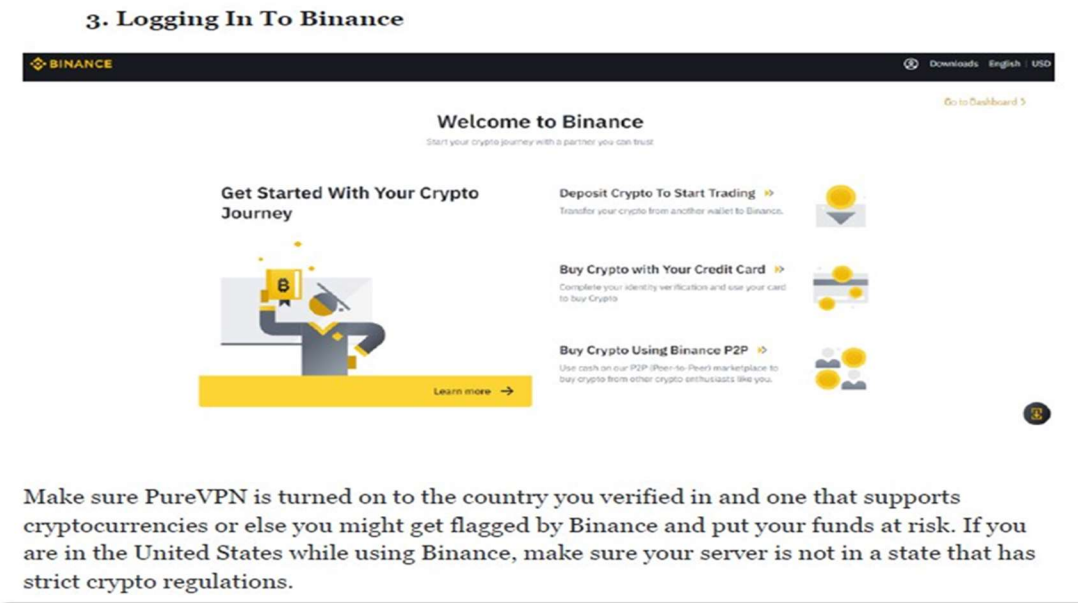 3. Logging In To Binance
BINANCE
Downloads English | USD
Go to Dashboard
Welcome to Binance
Start your crypto journey with a partner you can trust
Get Started With Your Crypto
Journey
Learn more →
Deposit Crypto To Start Trading
Transfer your crypto from another wallet to Binance.
Buy Crypto with Your Credit Card
Complete your identity verification and use your card
to buy Crypto
Buy Crypto Using Binance P2P
Use cash on our P2P (Peer-to-Peer) marketplace to
buy crypto from other crypto enthusiasts like you.
Make sure PureVPN is turned on to the country you verified in and one that supports
cryptocurrencies or else you might get flagged by Binance and put your funds at risk. If you
are in the United States while using Binance, make sure your server is not in a state that has
strict crypto regulations.